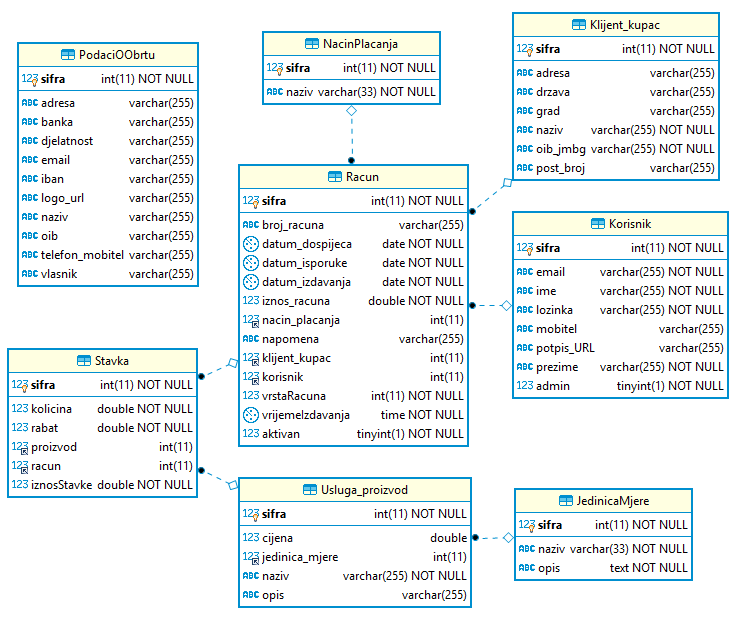 PodaciOObrtu
123 sifra int(11) NOT NULL
ABC adresa varchar(255)
ABC banka varchar(255)
ABC djelatnost varchar(255)
ABC email varchar(255)
ABC iban varchar(255)
ABC logo_url varchar(255)
ABC naziv varchar(255)
ABC oib varchar(255)
ABC telefon_mobitel varchar(255)
ABC vlasnik varchar(255)
NacinPlacanja
123 sifra int(11) NOT NULL
ABC naziv varchar(33) NOT NULL
Klijent_kupac
123 sifra int(11) NOT NULL
ABC adresa varchar(255)
ABC drzava varchar(255)
ABC grad varchar(255)
ABC naziv varchar(255) NOT NULL
ABC oib_jmbg varchar(255) NOT NULL
ABC post_broj varchar(255)
Racun
123 sifra int(11) NOT NULL
ABC broj_racuna varchar(255)
datum_dospijeca date NOT NULL
datum_isporuke date NOT NULL
datum_izdavanja date NOT NULL
123 iznos_racuna double NOT NULL
123 nacin_placanja int(11)
ABC napomena varchar(255)
123 klijent_kupac int(11)
123 korisnik int(11)
123 vrstaRacuna int(11) NOT NULL
vrijemeIzdavanja time NOT NULL
123 aktivan tinyint(1) NOT NULL
Korisnik
123 sifra int(11) NOT NULL
ABC email varchar(255) NOT NULL
ABC ime varchar(255) NOT NULL
ABC lozinka varchar(255) NOT NULL
ABC mobitel varchar(255)
ABC potpis_URL varchar(255)
ABC prezime varchar(255) NOT NULL
123 admin tinyint(1) NOT NULL
Stavka
123 sifra int(11) NOT NULL
123 kolicina double NOT NULL
123 rabat double NOT NULL
123 proizvod int(11)
123 racun int(11)
123 iznosStavke double NOT NULL
Usluga_proizvod
123 sifra int(11) NOT NULL
123 cijena double
123 jedinica_mjere int(11)
ABC naziv varchar(255) NOT NULL
ABC opis varchar(255)
JedinicaMjere
123 sifra int(11) NOT NULL
ABC naziv varchar(33) NOT NULL
ABC opis text NOT NULL